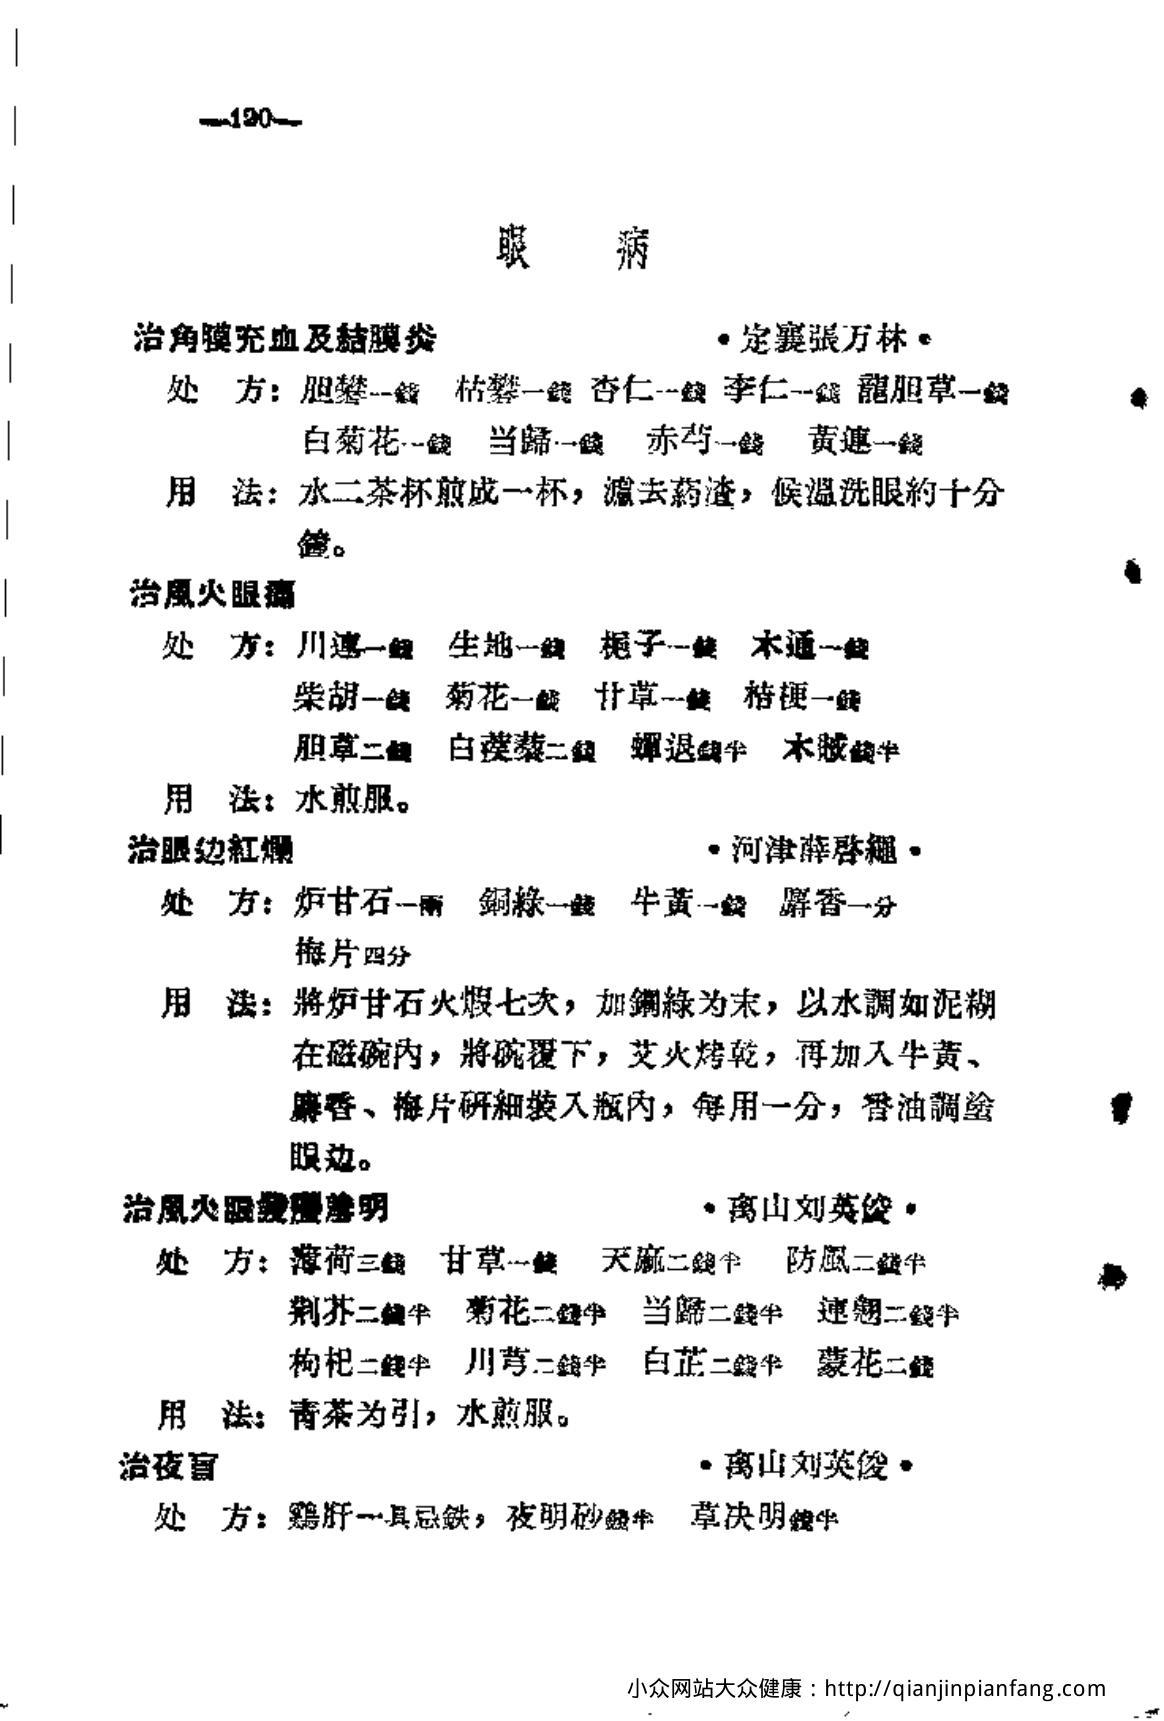 —120—
眼 病
治角膜充血及結膜炎 •定襄張万林•
处 方：胆礬一錢 枯礬一錢 杏仁一錢 李仁一錢 龍胆草一錢
白菊花一錢 当歸一錢 赤芍一錢 黃連一錢
用 法：水二茶杯煎成一杯，濾去葯渣，候溫洗眼約十分
鐘。
治風火眼痛
处 方：川連一錢 生地一錢 梔子一錢 木通一錢
柴胡一錢 菊花一錢 甘草一錢 桔梗一錢
胆草二錢 白蒺藜二錢 蟬退錢半 木賊錢半
用 法：水煎服。
治眼边紅爛 •河津薛啓繩•
处 方：炉甘石一兩 銅綠一錢 牛黃一錢 麝香一分
梅片四分
用 法：將炉甘石火煆七次，加銅綠为末，以水調如泥糊
在磁碗內，將碗覆下，艾火烤乾，再加入牛黃、
麝香、梅片研細裝入瓶內，每用一分，香油調塗
眼边。
治風火眼 明 •离山刘英俊•
处 方：薄荷三錢 甘草一錢 天麻二錢半 防風二錢半
荆芥二錢半 菊花二錢半 当歸二錢半 連翹二錢半
枸杞二錢半 川芎二錢半 白芷二錢半 蒙花二錢
用 法：青茶为引，水煎服。
治夜盲 •离山刘英俊•
处 方：鷄肝一具忌鉄，夜明砂錢半 草决明錢半
小众网站大众健康：http://qianjinpianfang.com